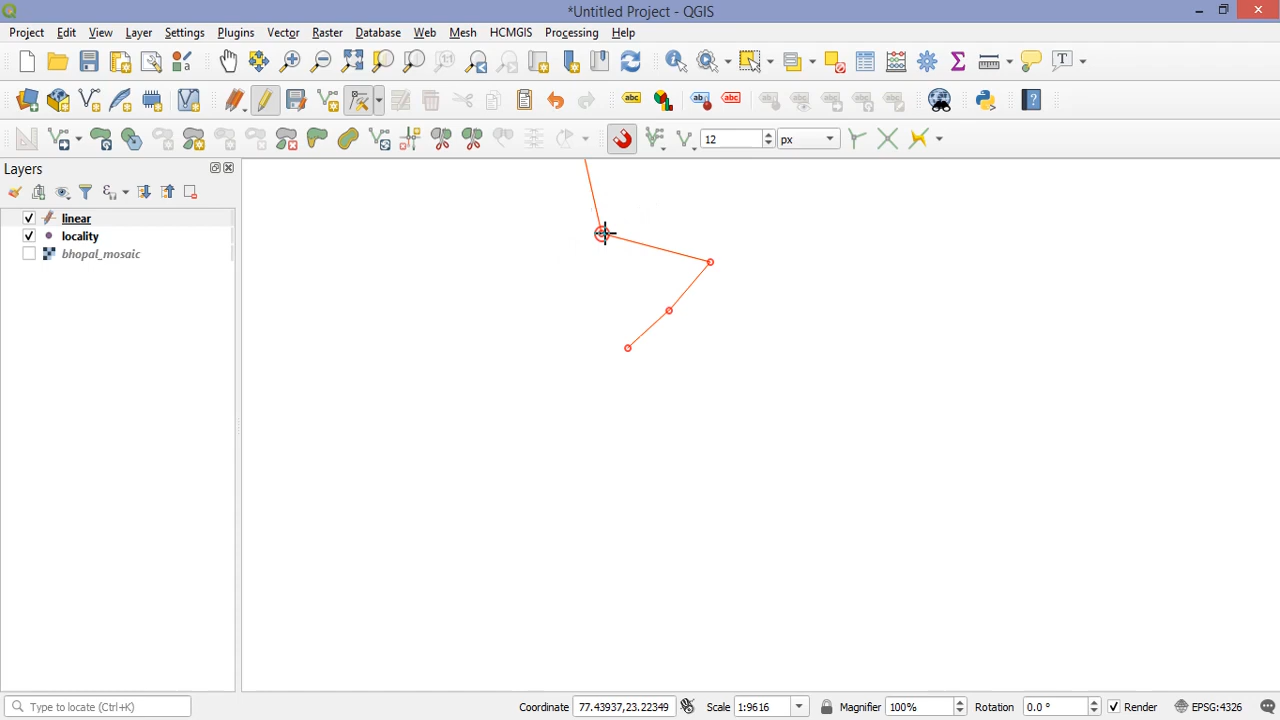 *Untitled Project - QGIS
Project Edit View Layer Settings Plugins Vector Raster Database Web Mesh HCMGIS Processing Help
12 px
Layers
linear
locality
bhopal_mosaic
Type to locate (Ctrl+K) Coordinate 77.43937,23.22349 Scale 1:9616 Magnifier 100% Rotation 0.0 ° Render EPSG:4326